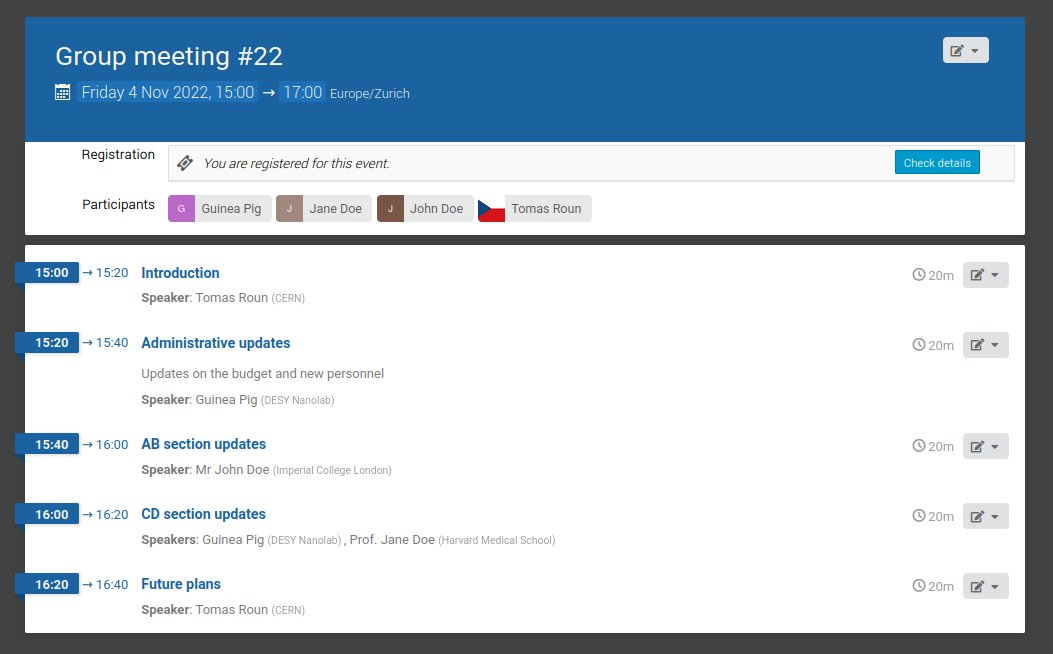 Group meeting #22
Friday 4 Nov 2022, 15:00 → 17:00 Europe/Zurich
Registration You are registered for this event. Check details
Participants G Guinea Pig J Jane Doe J John Doe Tomas Roun
15:00 → 15:20 Introduction 20m
Speaker: Tomas Roun (CERN)
15:20 → 15:40 Administrative updates 20m
Updates on the budget and new personnel
Speaker: Guinea Pig (DESY Nanolab)
15:40 → 16:00 AB section updates 20m
Speaker: Mr John Doe (Imperial College London)
16:00 → 16:20 CD section updates 20m
Speakers: Guinea Pig (DESY Nanolab) , Prof. Jane Doe (Harvard Medical School)
16:20 → 16:40 Future plans 20m
Speaker: Tomas Roun (CERN)